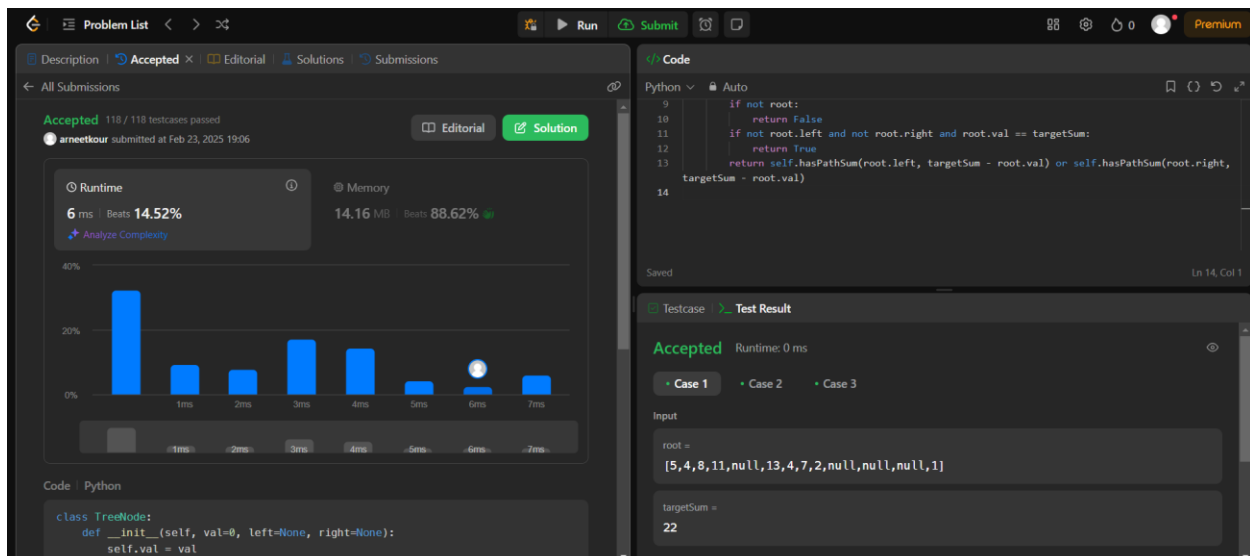 Problem List
Run
Submit
0
Premium
Description
Accepted
Editorial
Solutions
Submissions
All Submissions
Accepted 118 / 118 testcases passed
arneetkour submitted at Feb 23, 2025 19:06
Editorial
Solution
Runtime
6 ms Beats 14.52%
Analyze Complexity
Memory
14.16 MB Beats 88.62%
40%
20%
0%
1ms 2ms 3ms 4ms 5ms 6ms 7ms
1ms 2ms 3ms 4ms 5ms 6ms 7ms
Code Python
class TreeNode:
def __init__(self, val=0, left=None, right=None):
self.val = val
</> Code
Python Auto
9 if not root:
10 return False
11 if not root.left and not root.right and root.val == targetSum:
12 return True
13 return self.hasPathSum(root.left, targetSum - root.val) or self.hasPathSum(root.right,
targetSum - root.val)
14
Saved
Ln 14, Col 1
Testcase
Test Result
Accepted Runtime: 0 ms
Case 1
Case 2
Case 3
Input
root =
[5,4,8,11,null,13,4,7,2,null,null,null,1]
targetSum =
22